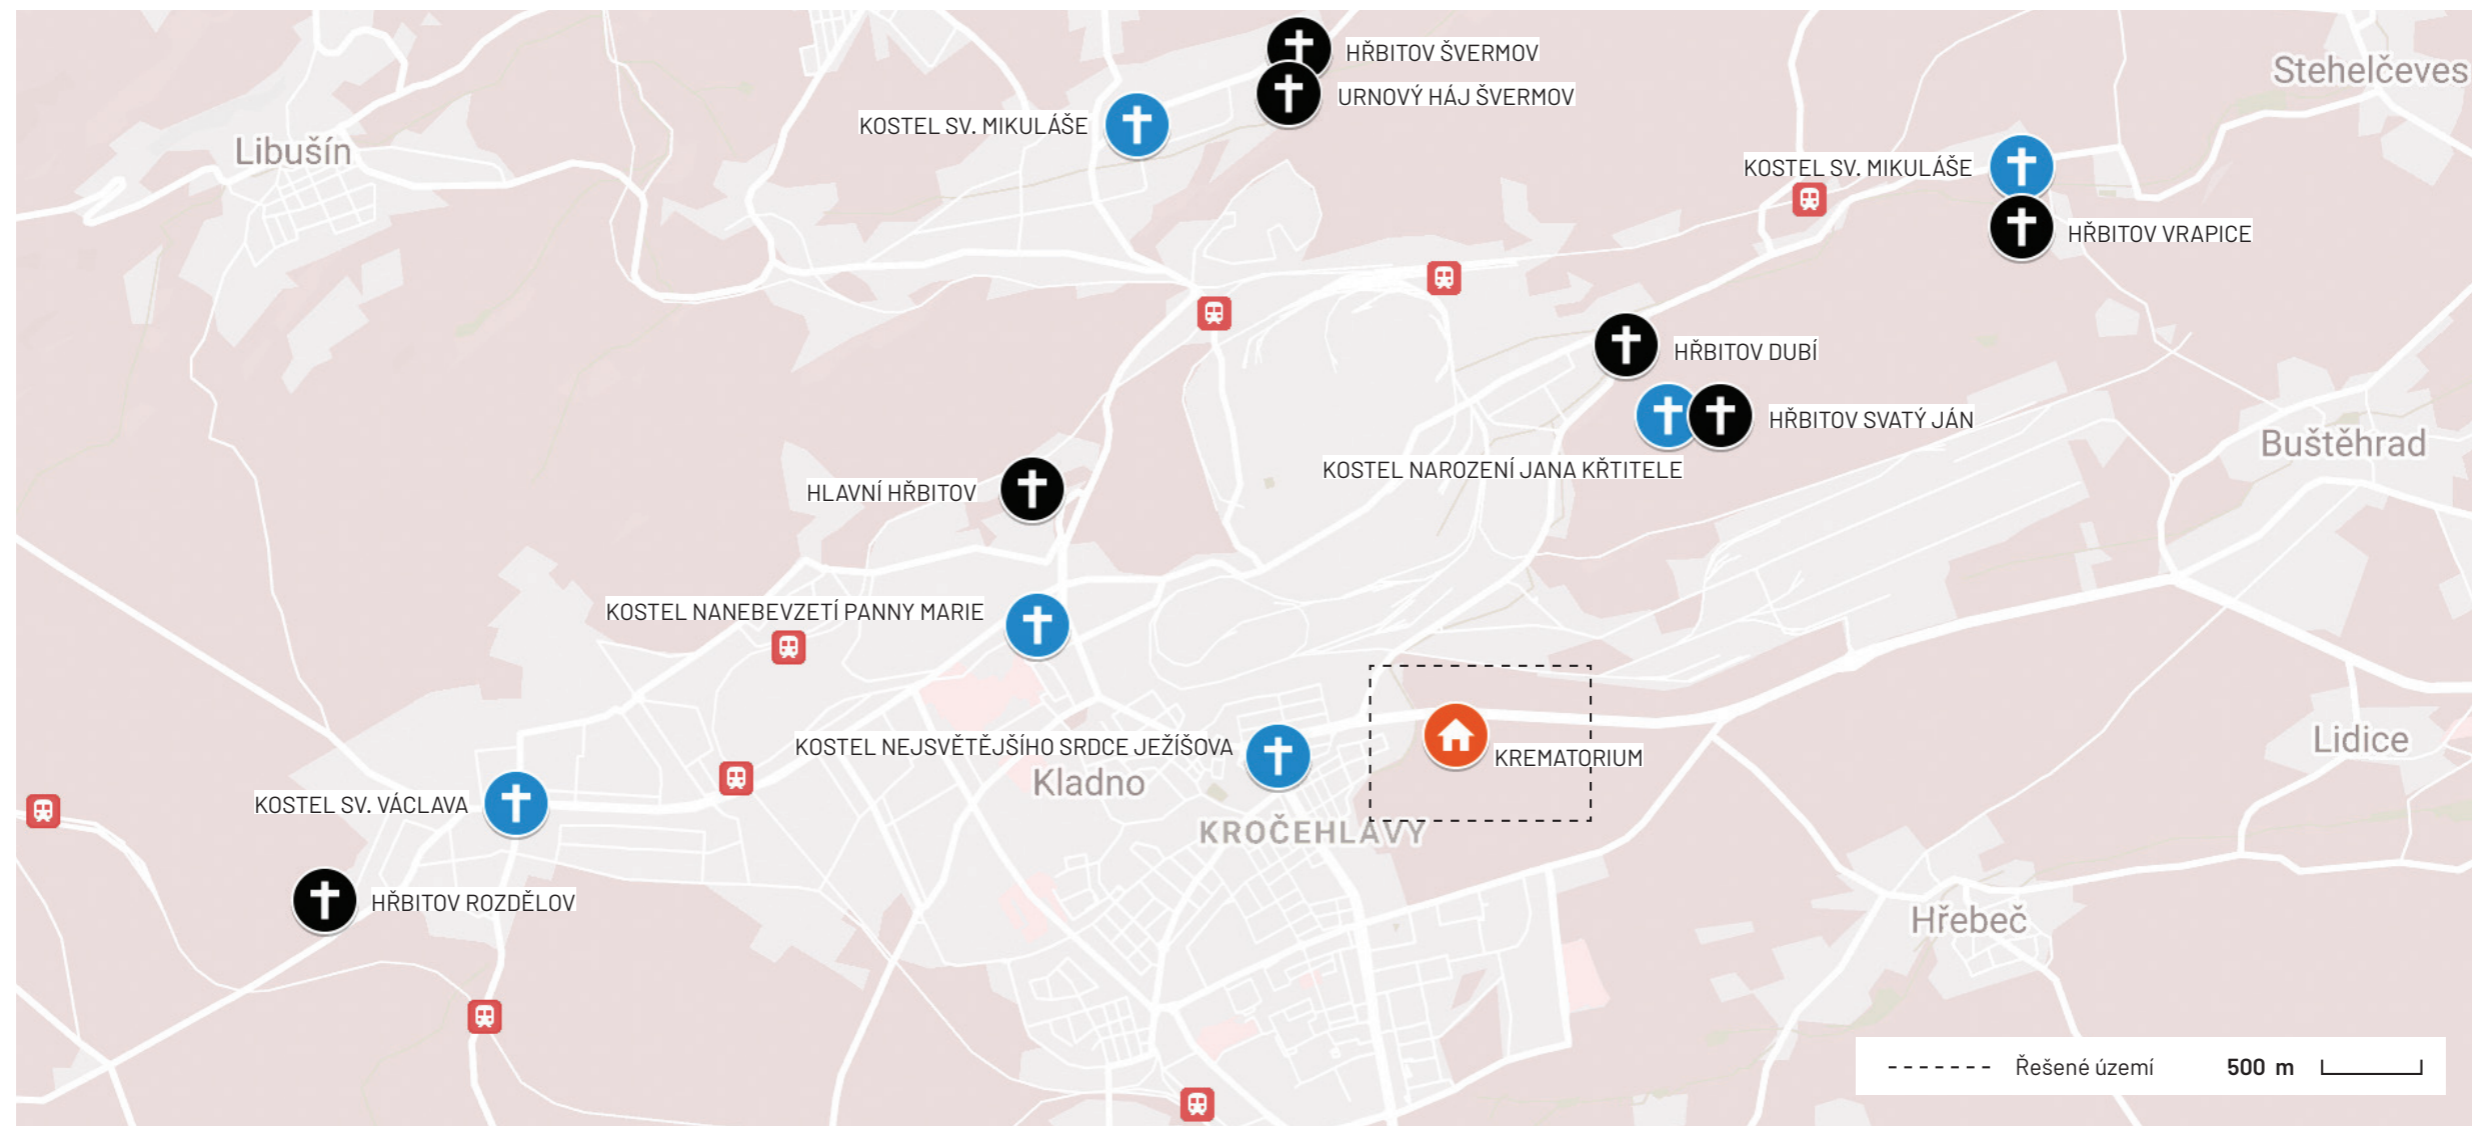 HŘBITOV ŠVERMOV
Stehelčeves
URNOVÝ HÁJ ŠVERMOV
KOSTEL SV. MIKULÁŠE
Libušín
KOSTEL SV. MIKULÁŠE
HŘBITOV VRAPICE
HŘBITOV DUBÍ
HŘBITOV SVATÝ JÁN
Buštěhrad
KOSTEL NAROZENÍ JANA KŘTITELE
HLAVNÍ HŘBITOV
KOSTEL NANEBEVZETÍ PANNY MARIE
KOSTEL NEJSVĚTĚJŠÍHO SRDCE JEŽÍŠOVA
Lidice
KREMATORIUM
Kladno
KOSTEL SV. VÁCLAVA
KROČEHLAVY
HŘBITOV ROZDĚLOV
Hřebeč
Řešené území 500 m